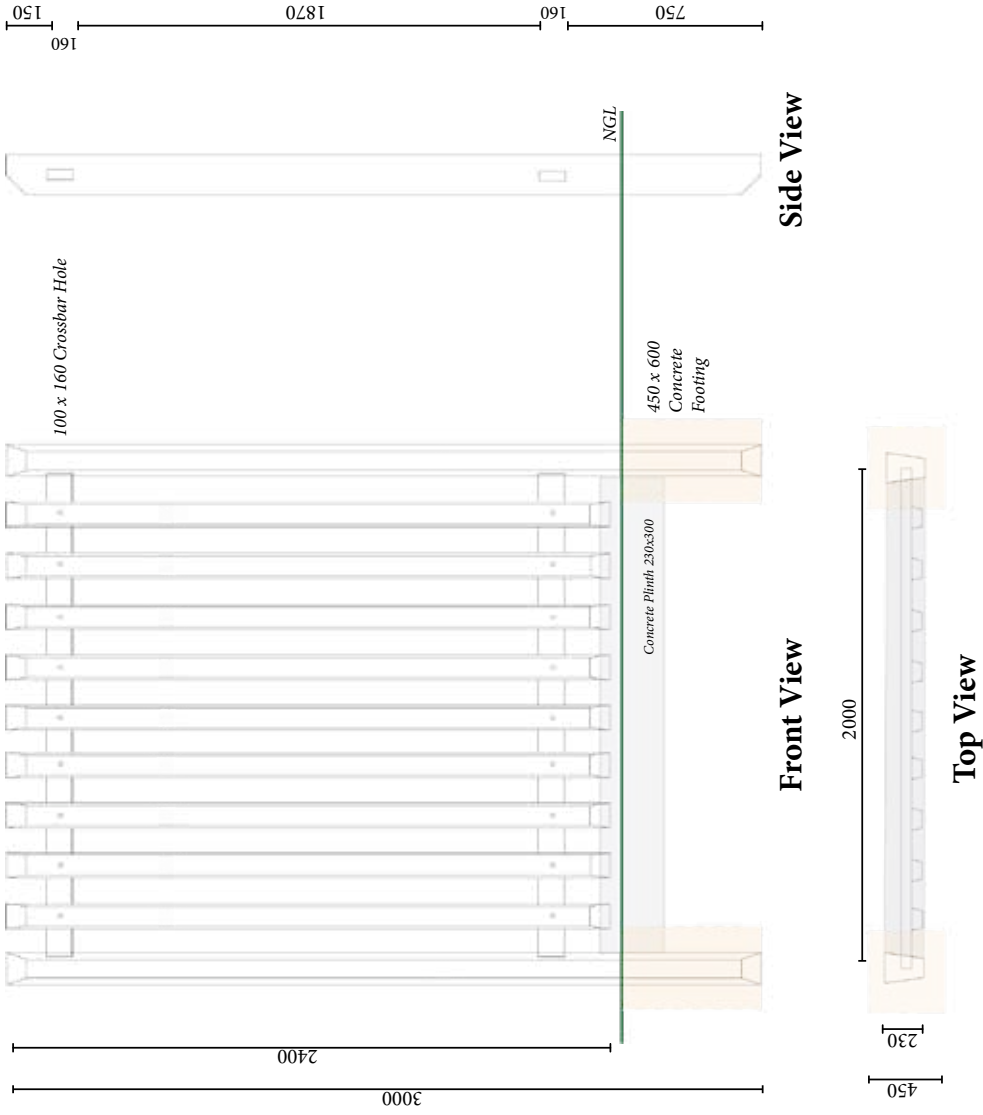 150
160
1870
160
750
NGL
Side View
100 x 160 Crossbar Hole
450 x 600
Concrete
Footing
Concrete Plinth 230x300
Front View
2400
3000
2000
Top View
230
450